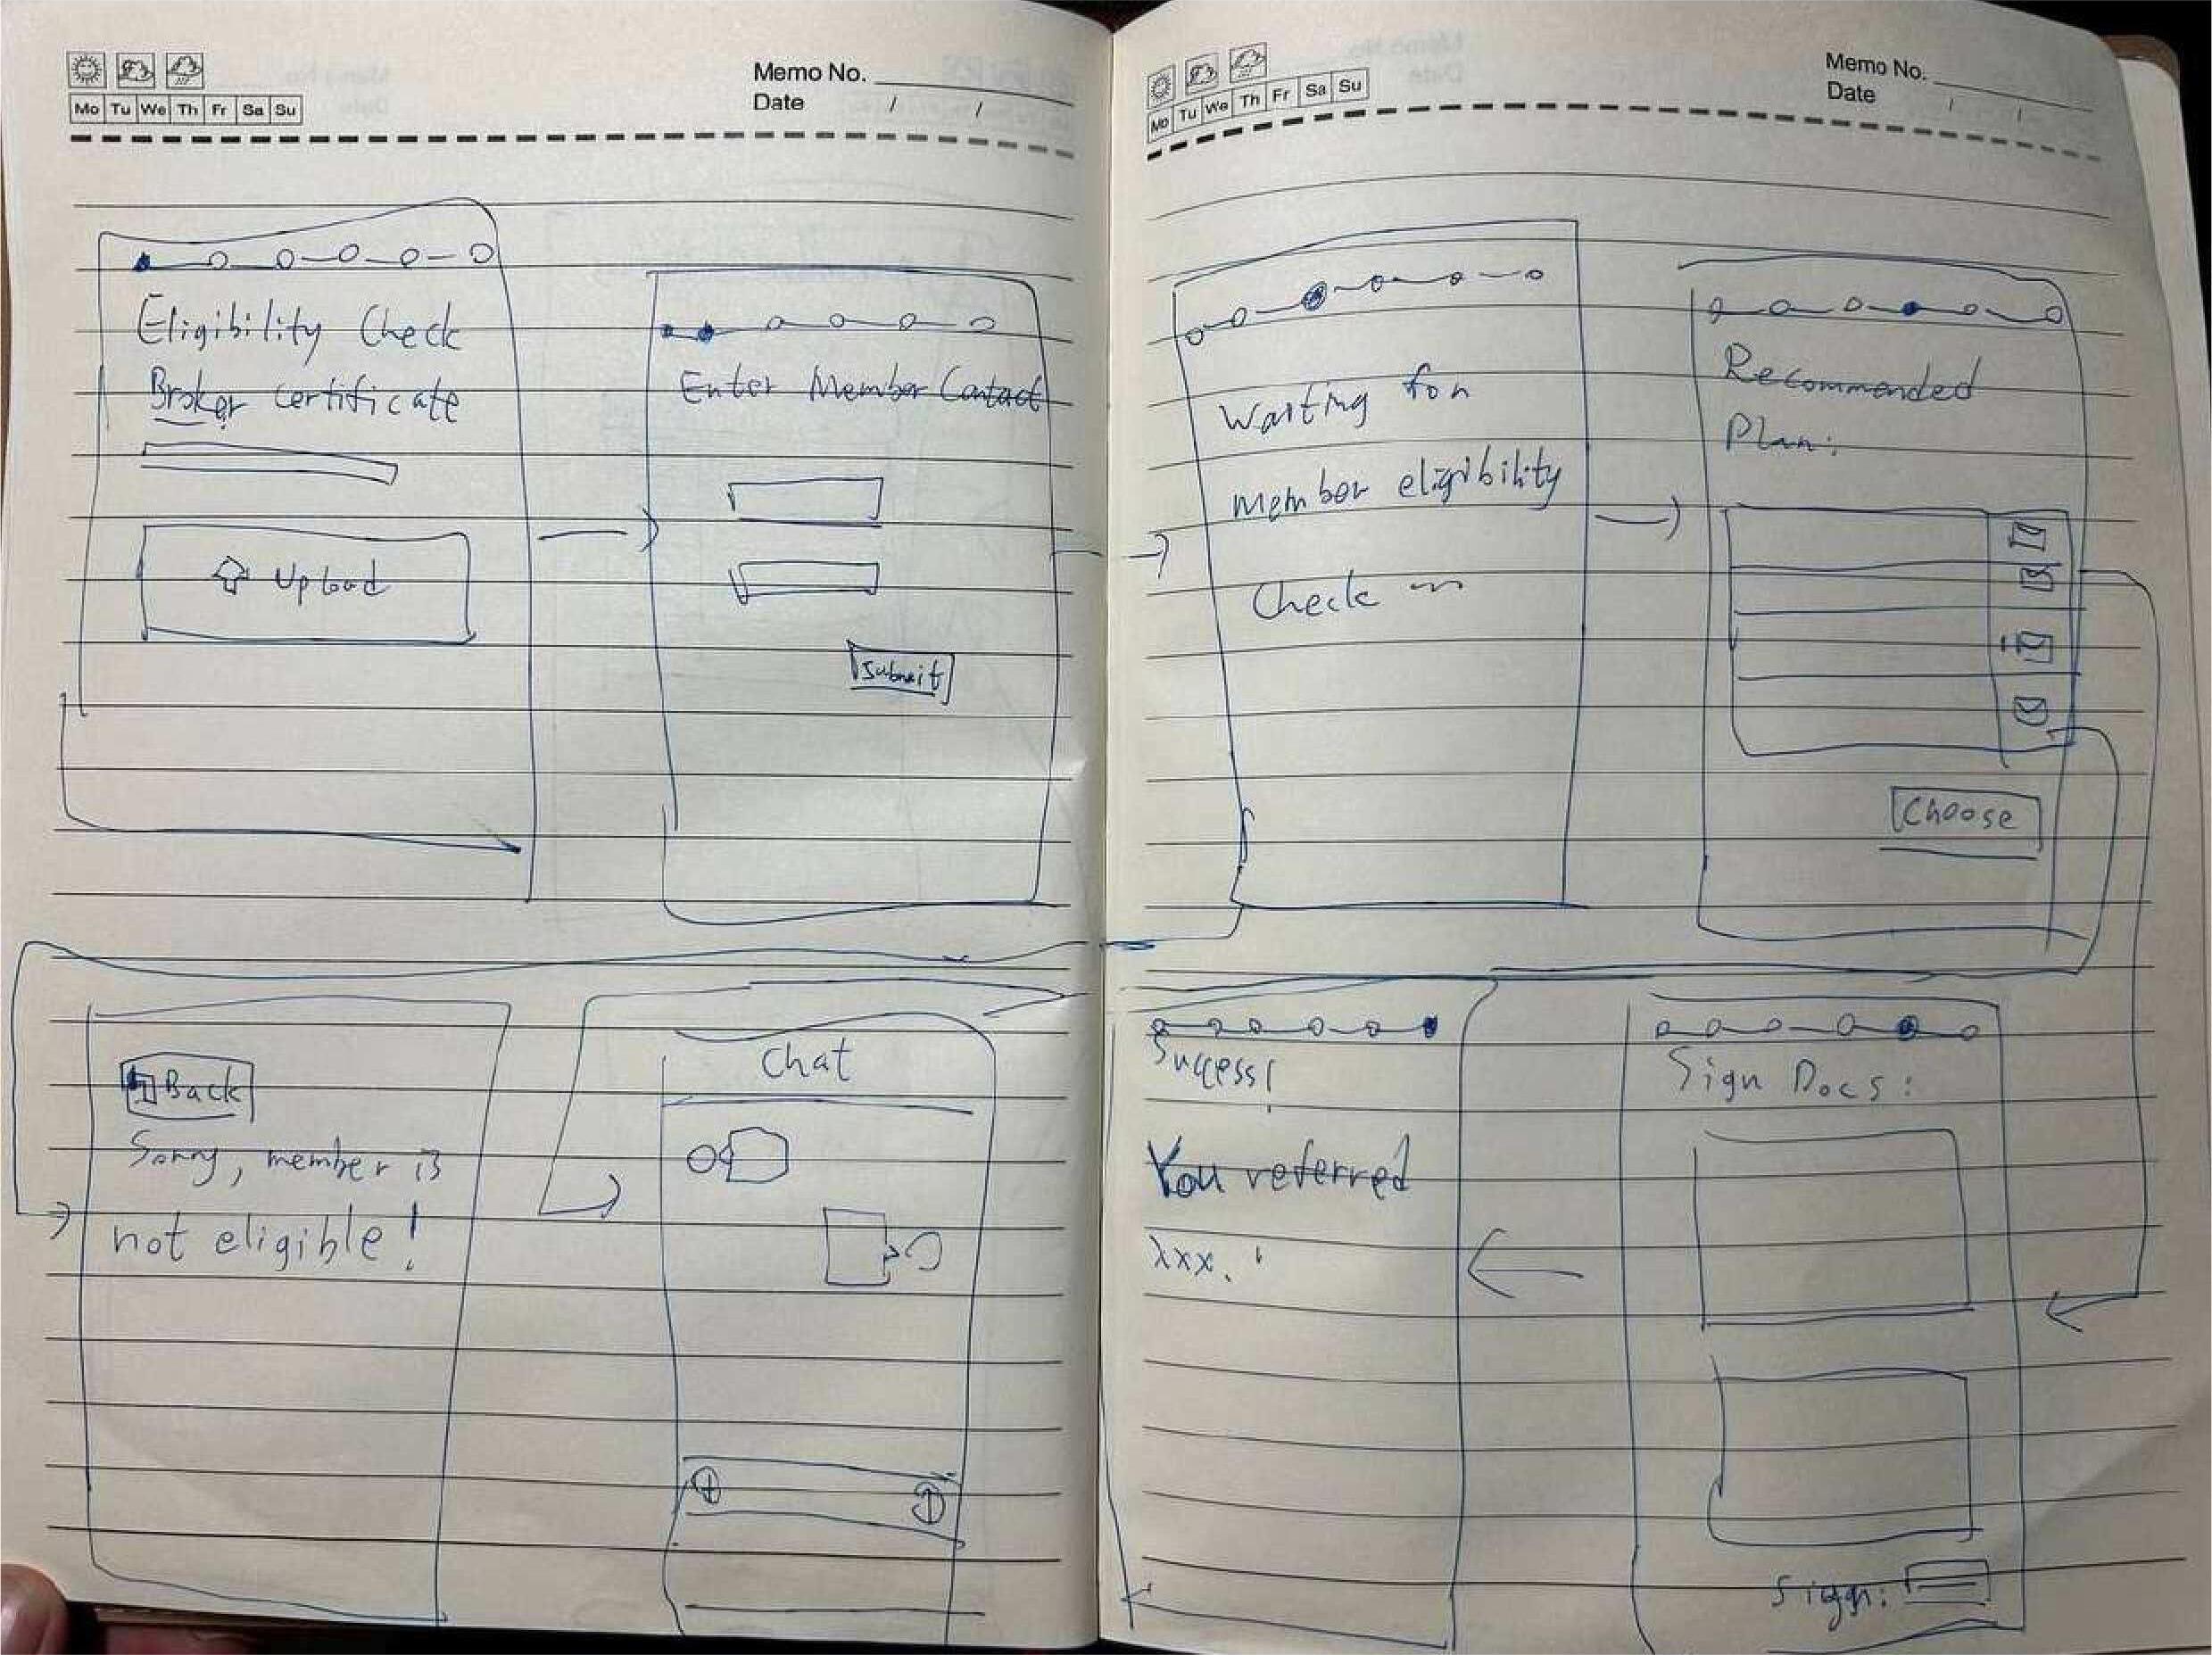 Mo Tu We Th Fr Sa Su
Memo No.
Date / /
Eligibility Check
Broker certificate
Upload
Enter Member Contact
Submit
Back
Sorry, member is
not eligible!
Chat
Mo Tu We Th Fr Sa Su
Memo No.
Date / /
Waiting for
member eligibility
Check
Recommended
Plan:
Choose
Success!
You referred
xxx. !
Sign Docs:
Sign: